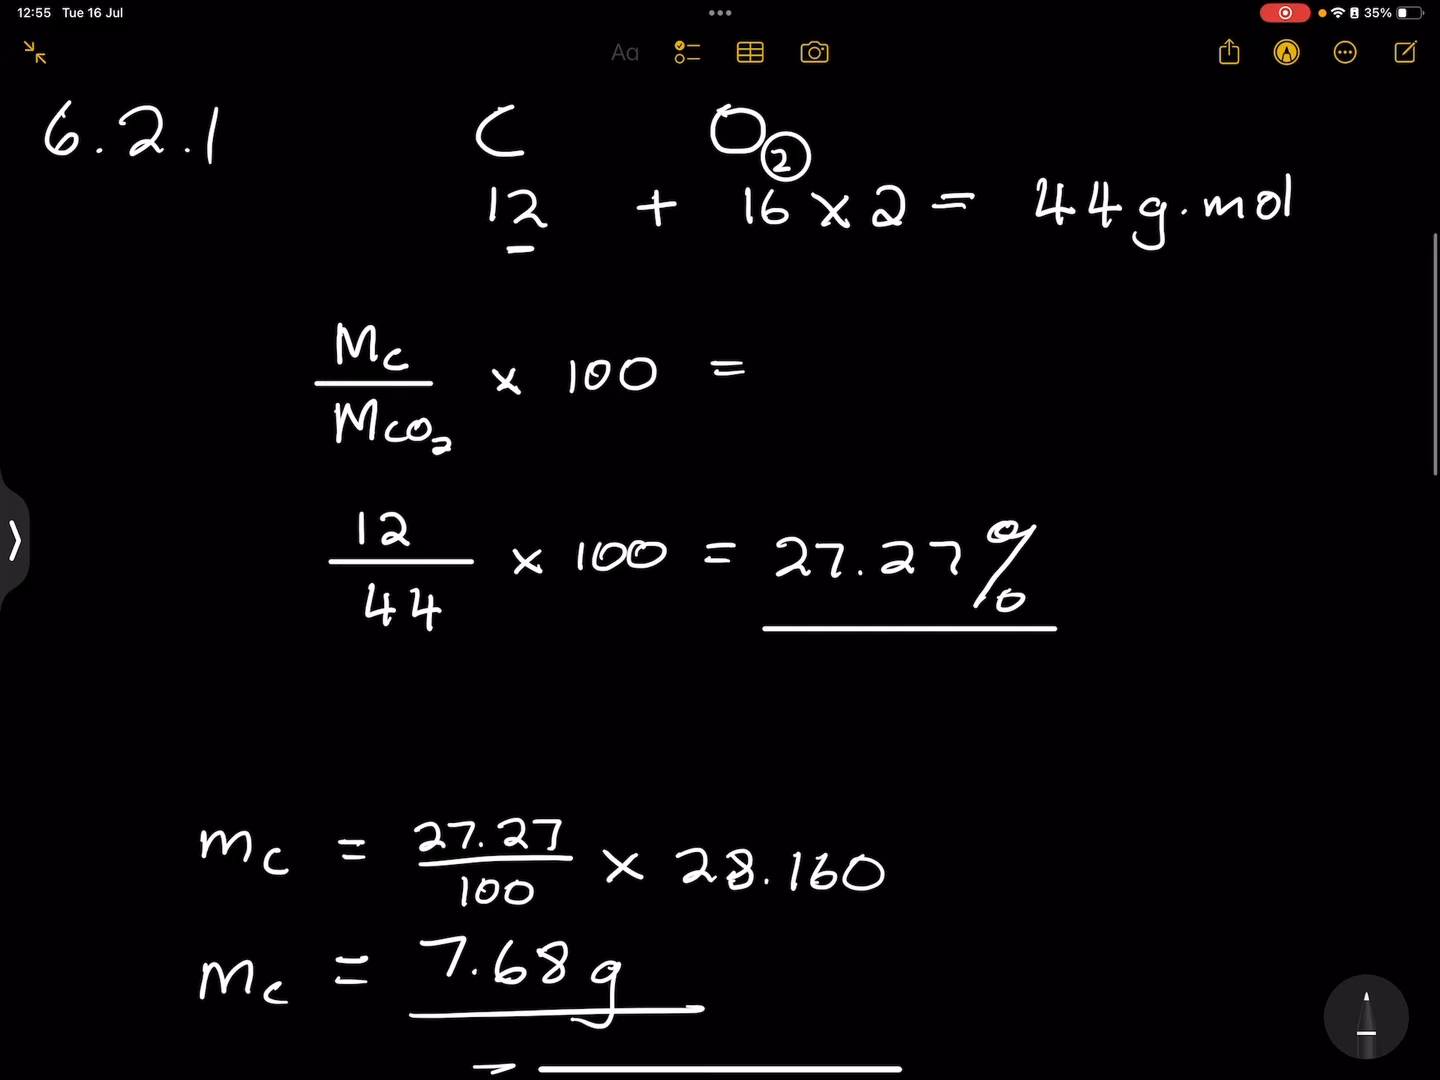 12:55 Tue 16 Jul 35%
Aa
6.2.1 C O₂
12 + 16 × 2 = 44 g.mol
Mc / Mco₂ × 100 =
12 / 44 × 100 = 27.27%
mc = 27.27 / 100 × 28.160
mc = 7.68 g